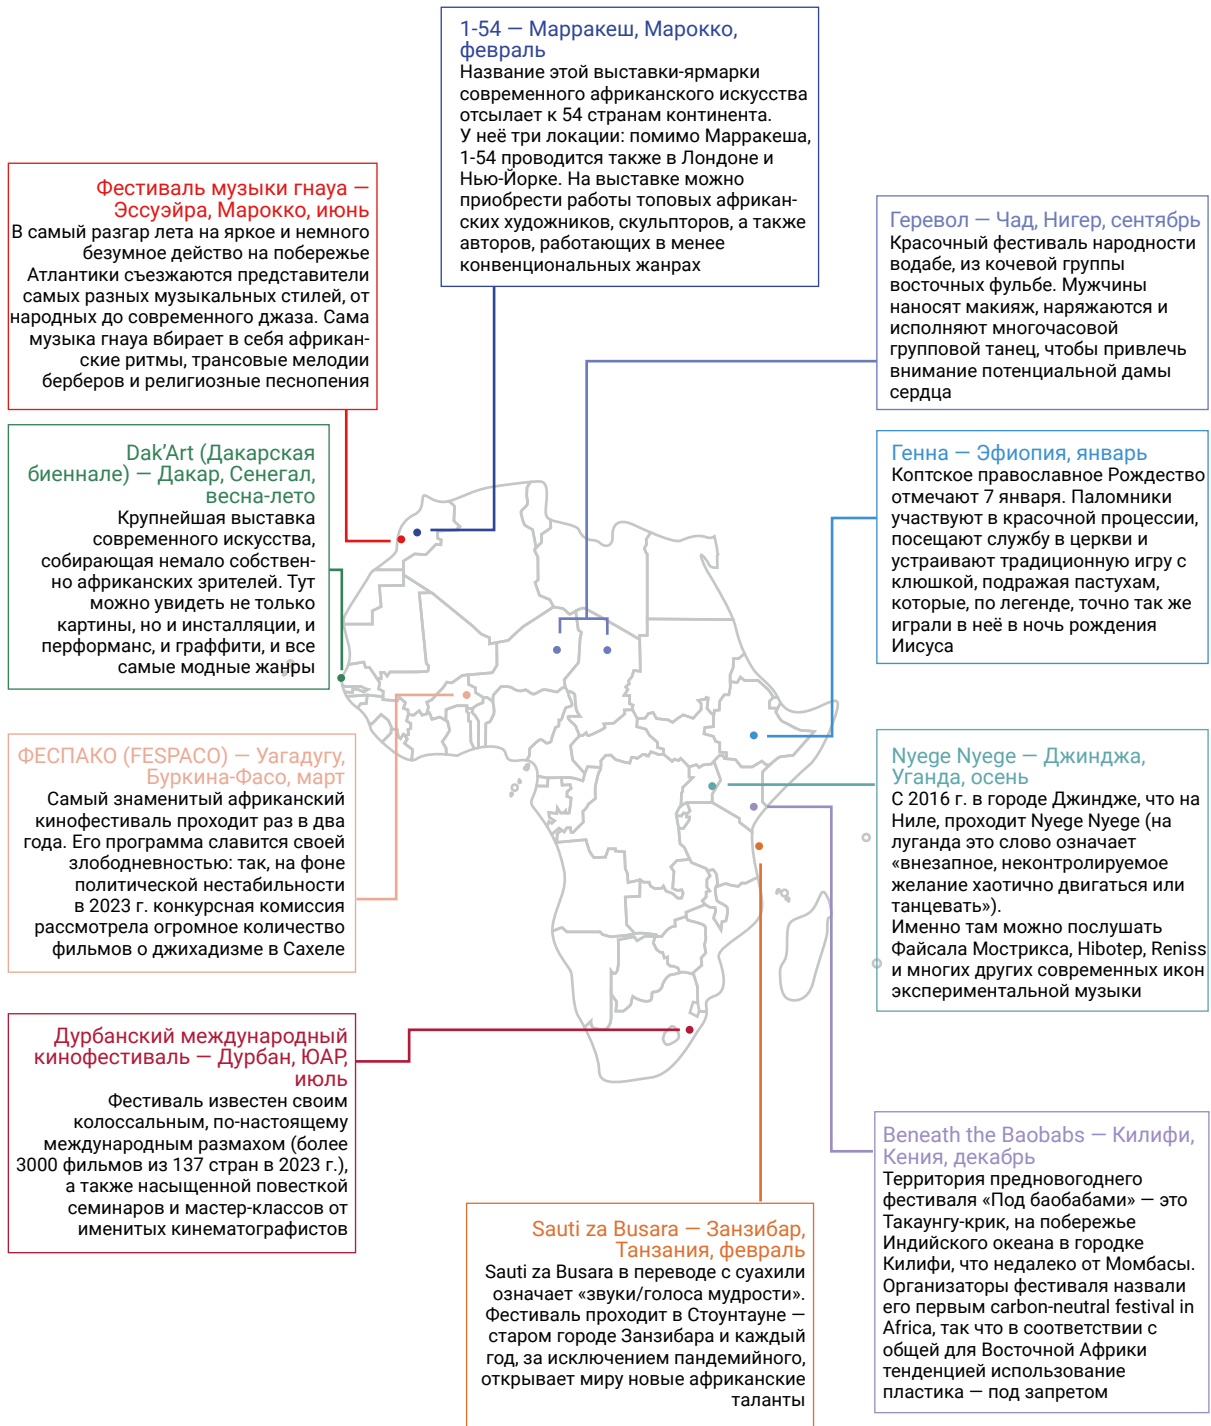 1-54 — Марракеш, Марокко,
февраль
Название этой выставки-ярмарки
современного африканского искусства
отсылает к 54 странам континента.
У неё три локации: помимо Марракеша,
1-54 проводится также в Лондоне и
Нью-Йорке. На выставке можно
приобрести работы топовых африкан-
ских художников, скульпторов, а также
авторов, работающих в менее
конвенциональных жанрах
Фестиваль музыки гнауа —
Эссуэйра, Марокко, июнь
В самый разгар лета на яркое и немного
безумное действо на побережье
Атлантики съезжаются представители
самых разных музыкальных стилей, от
народных до современного джаза. Сама
музыка гнауа вбирает в себя африкан-
ские ритмы, трансовые мелодии
берберов и религиозные песнопения
Геревол — Чад, Нигер, сентябрь
Красочный фестиваль народности
водабе, из кочевой группы
восточных фульбе. Мужчины
наносят макияж, наряжаются и
исполняют многочасовой
групповой танец, чтобы привлечь
внимание потенциальной дамы
сердца
Dak’Art (Дакарская
биеннале) — Дакар, Сенегал,
весна-лето
Крупнейшая выставка
современного искусства,
собирающая немало собствен-
но африканских зрителей. Тут
можно увидеть не только
картины, но и инсталляции, и
перформанс, и граффити, и все
самые модные жанры
Генна — Эфиопия, январь
Коптское православное Рождество
отмечают 7 января. Паломники
участвуют в красочной процессии,
посещают службу в церкви и
устраивают традиционную игру с
клюшкой, подражая пастухам,
которые, по легенде, точно так же
играли в неё в ночь рождения
Иисуса
ФЕСПАКО (FESPACO) — Уагадугу,
Буркина-Фасо, март
Самый знаменитый африканский
кинофестиваль проходит раз в два
года. Его программа славится своей
злободневностью: так, на фоне
политической нестабильности
в 2023 г. конкурсная комиссия
рассмотрела огромное количество
фильмов о джихадизме в Сахеле
Nyege Nyege — Джинджа,
Уганда, осень
С 2016 г. в городе Джиндже, что на
Ниле, проходит Nyege Nyege (на
луганда это слово означает
«внезапное, неконтролируемое
желание хаотично двигаться или
танцевать»).
Именно там можно послушать
Файсала Мострикса, Hibotep, Reniss
и многих других современных икон
экспериментальной музыки
Дурбанский международный
кинофестиваль — Дурбан, ЮАР,
июль
Фестиваль известен своим
колоссальным, по-настоящему
международным размахом (более
3000 фильмов из 137 стран в 2023 г.),
а также насыщенной повесткой
семинаров и мастер-классов от
именитых кинематографистов
Beneath the Baobabs — Килифи,
Кения, декабрь
Территория предновогоднего
фестиваля «Под баобабами» — это
Такаунгу-крик, на побережье
Индийского океана в городке
Килифи, что недалеко от Момбасы.
Организаторы фестиваля назвали
его первым carbon-neutral festival in
Africa, так что в соответствии с
общей для Восточной Африки
тенденцией использование
пластика — под запретом
Sauti za Busara — Занзибар,
Танзания, февраль
Sauti za Busara в переводе с суахили
означает «звуки/голоса мудрости».
Фестиваль проходит в Стоунтауне —
старом городе Занзибара и каждый
год, за исключением пандемийного,
открывает миру новые африканские
таланты